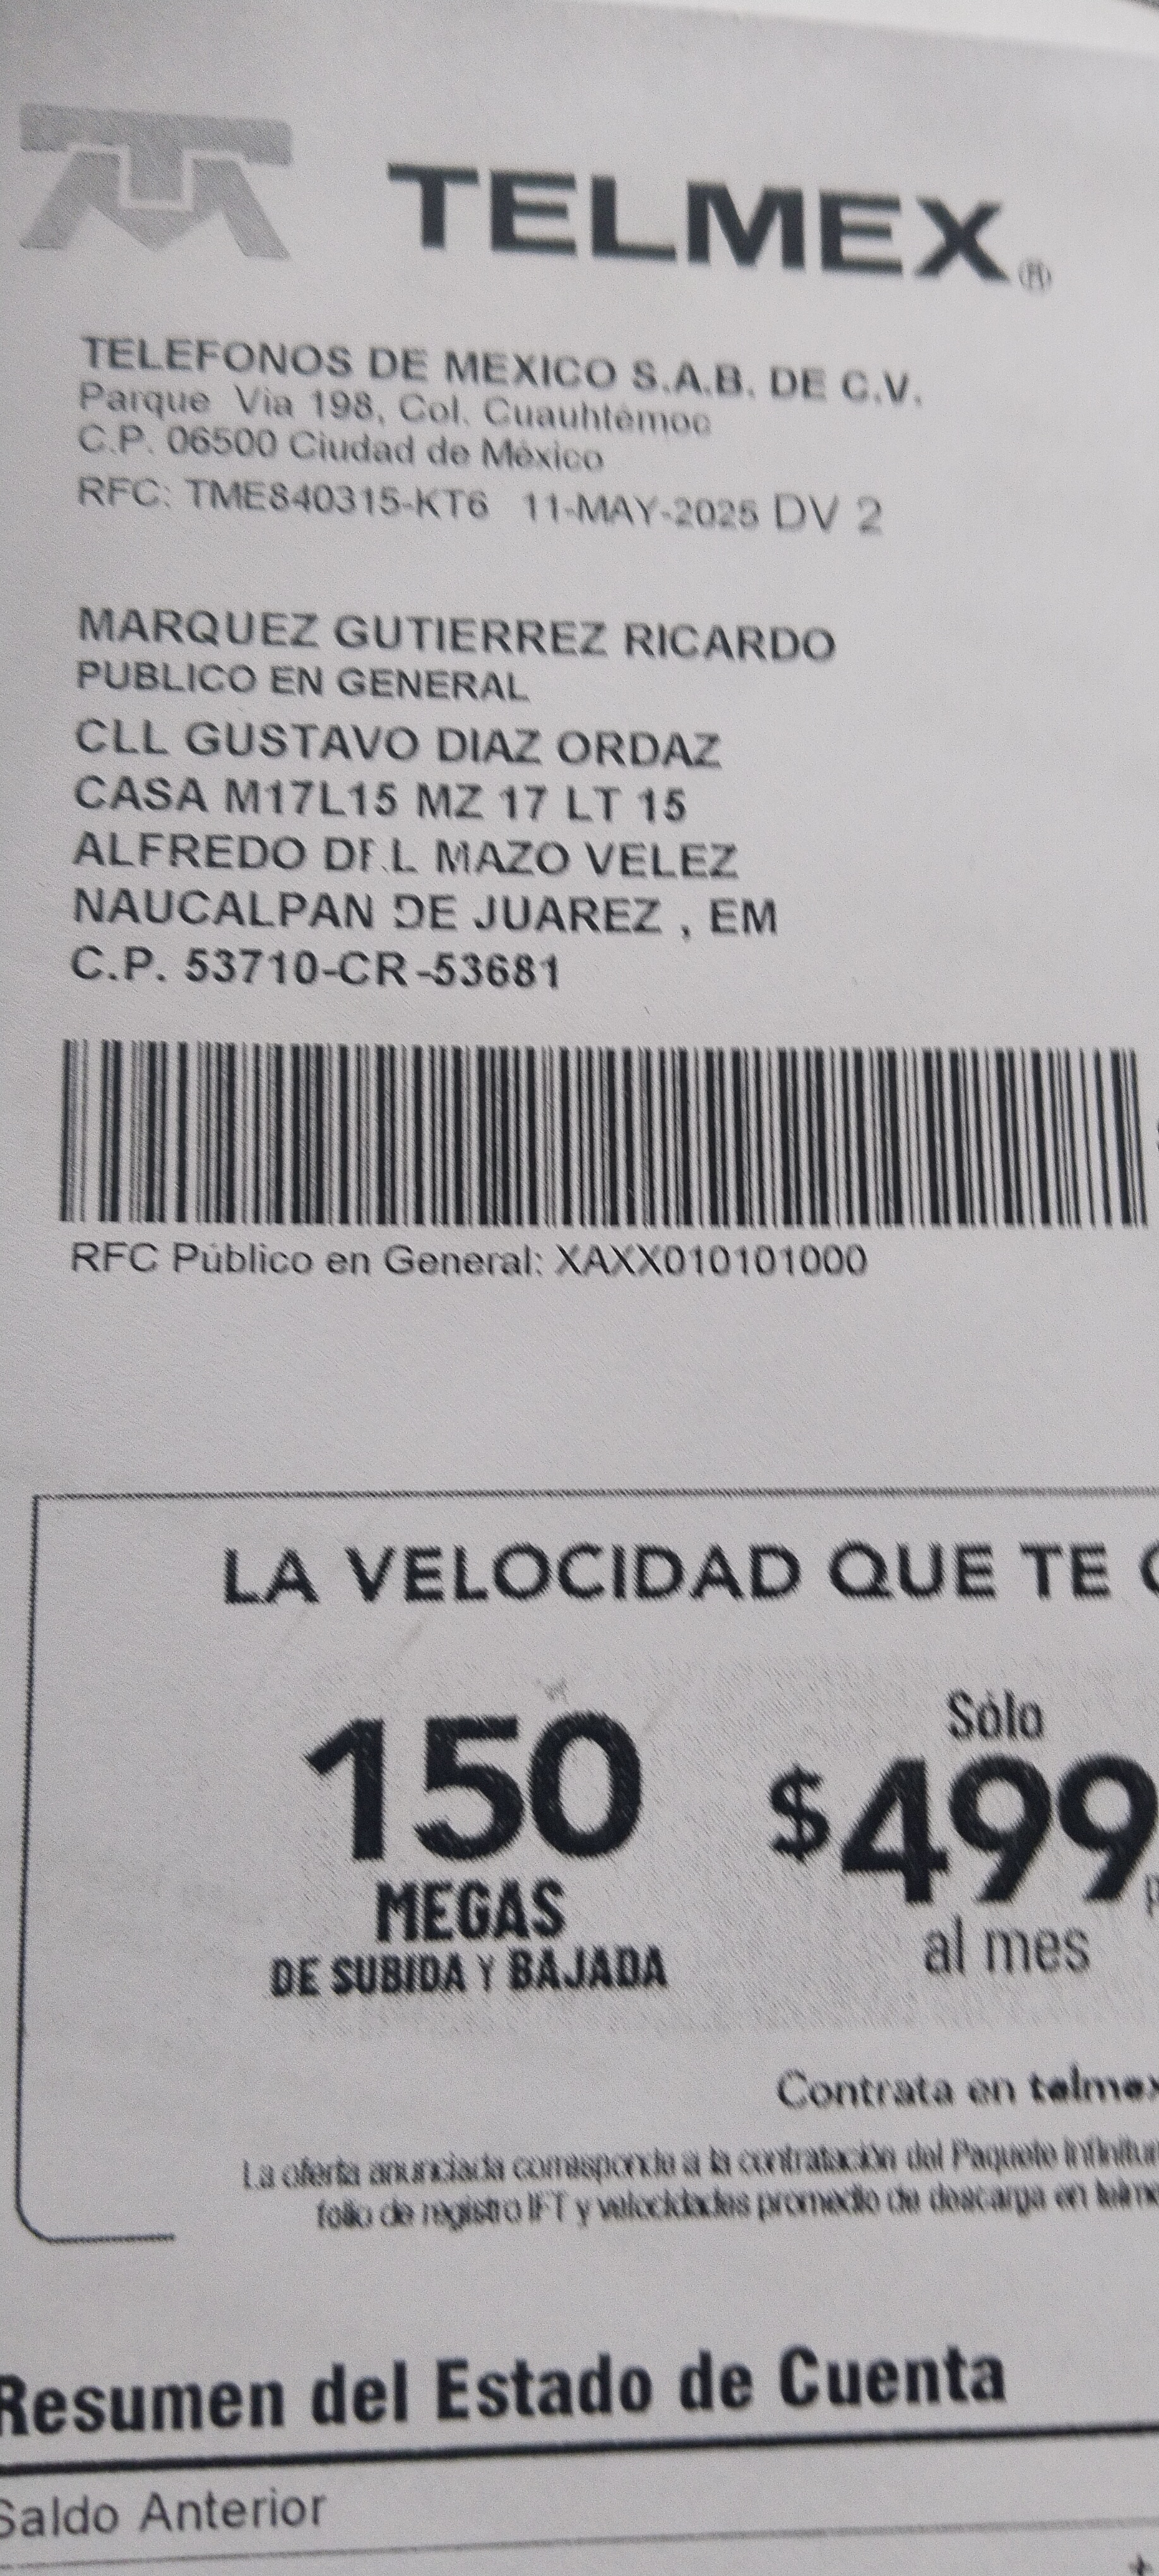 TELMEX®
TELEFONOS DE MEXICO S.A.B. DE C.V.
Parque Via 198, Col. Cuauhtémoc
C.P. 06500 Ciudad de México
RFC: TME840315-KT6 11-MAY-2025 DV 2
MARQUEZ GUTIERREZ RICARDO
PUBLICO EN GENERAL
CLL GUSTAVO DIAZ ORDAZ
CASA M17L15 MZ 17 LT 15
ALFREDO DEL MAZO VELEZ
NAUCALPAN DE JUAREZ , EM
C.P. 53710-CR -53681
RFC Público en General: XAXX010101000
LA VELOCIDAD QUE TE
150
MEGAS
DE SUBIDA Y BAJADA
Sólo
$499
al mes
Contrata en telmex
La oferta anunciada corresponde a la contratación del Paquete Infinitu
folio de registro IFT y velocidades promedio de descarga en telme
Resumen del Estado de Cuenta
Saldo Anterior